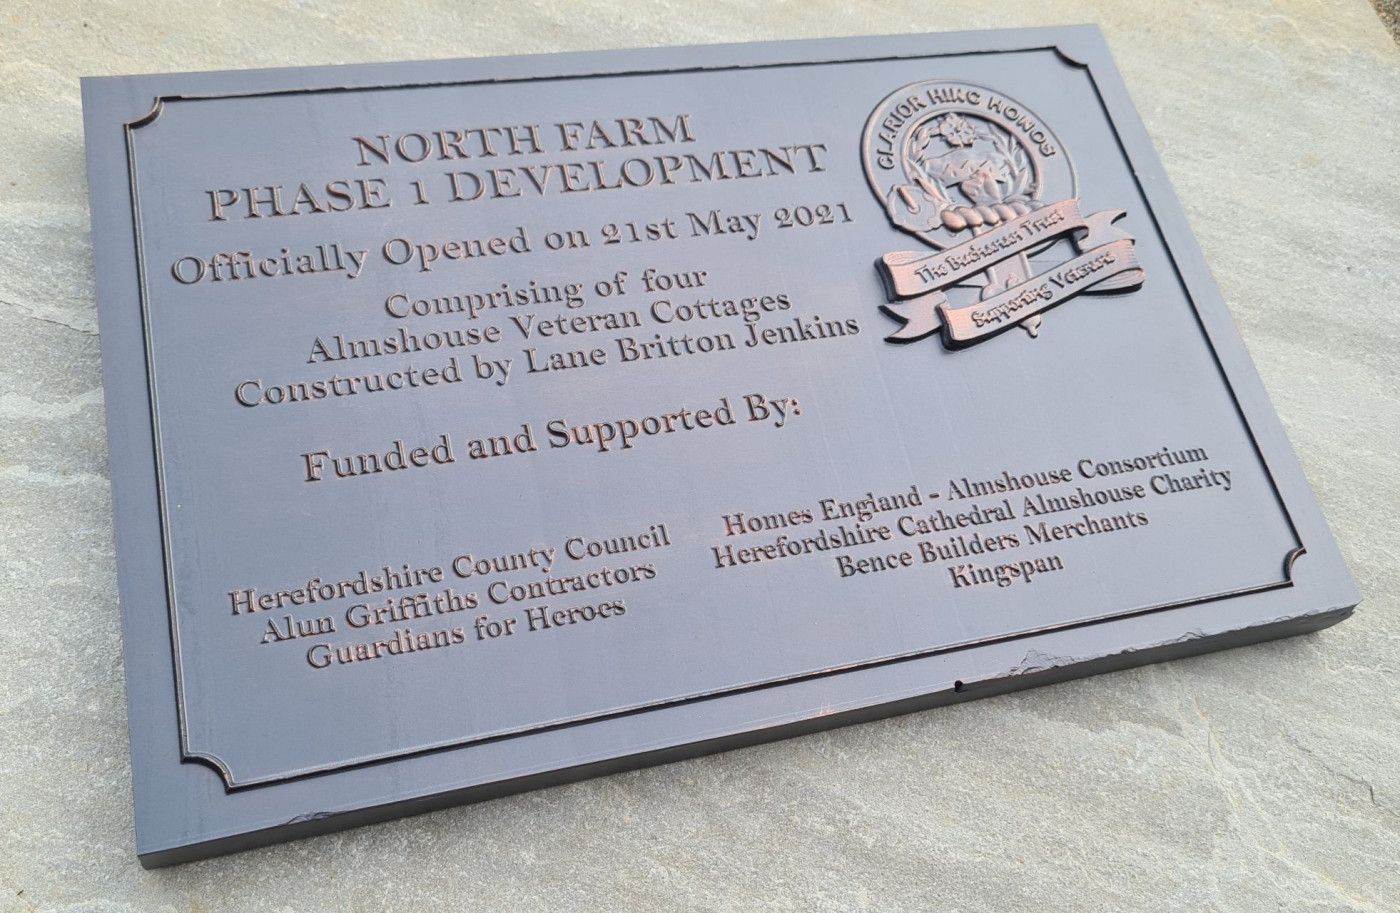 NORTH FARM
PHASE 1 DEVELOPMENT
Officially Opened on 21st May 2021
Comprising of four
Almshouse Veteran Cottages
Constructed by Lane Britton Jenkins
Funded and Supported By:
Herefordshire County Council
Alun Griffiths Contractors
Guardians for Heroes
Homes England - Almshouse Consortium
Herefordshire Cathedral Almshouse Charity
Bence Builders Merchants
Kingspan
CLARIOR HINC HONOS
The Buchanan Trust
Supporting Veterans